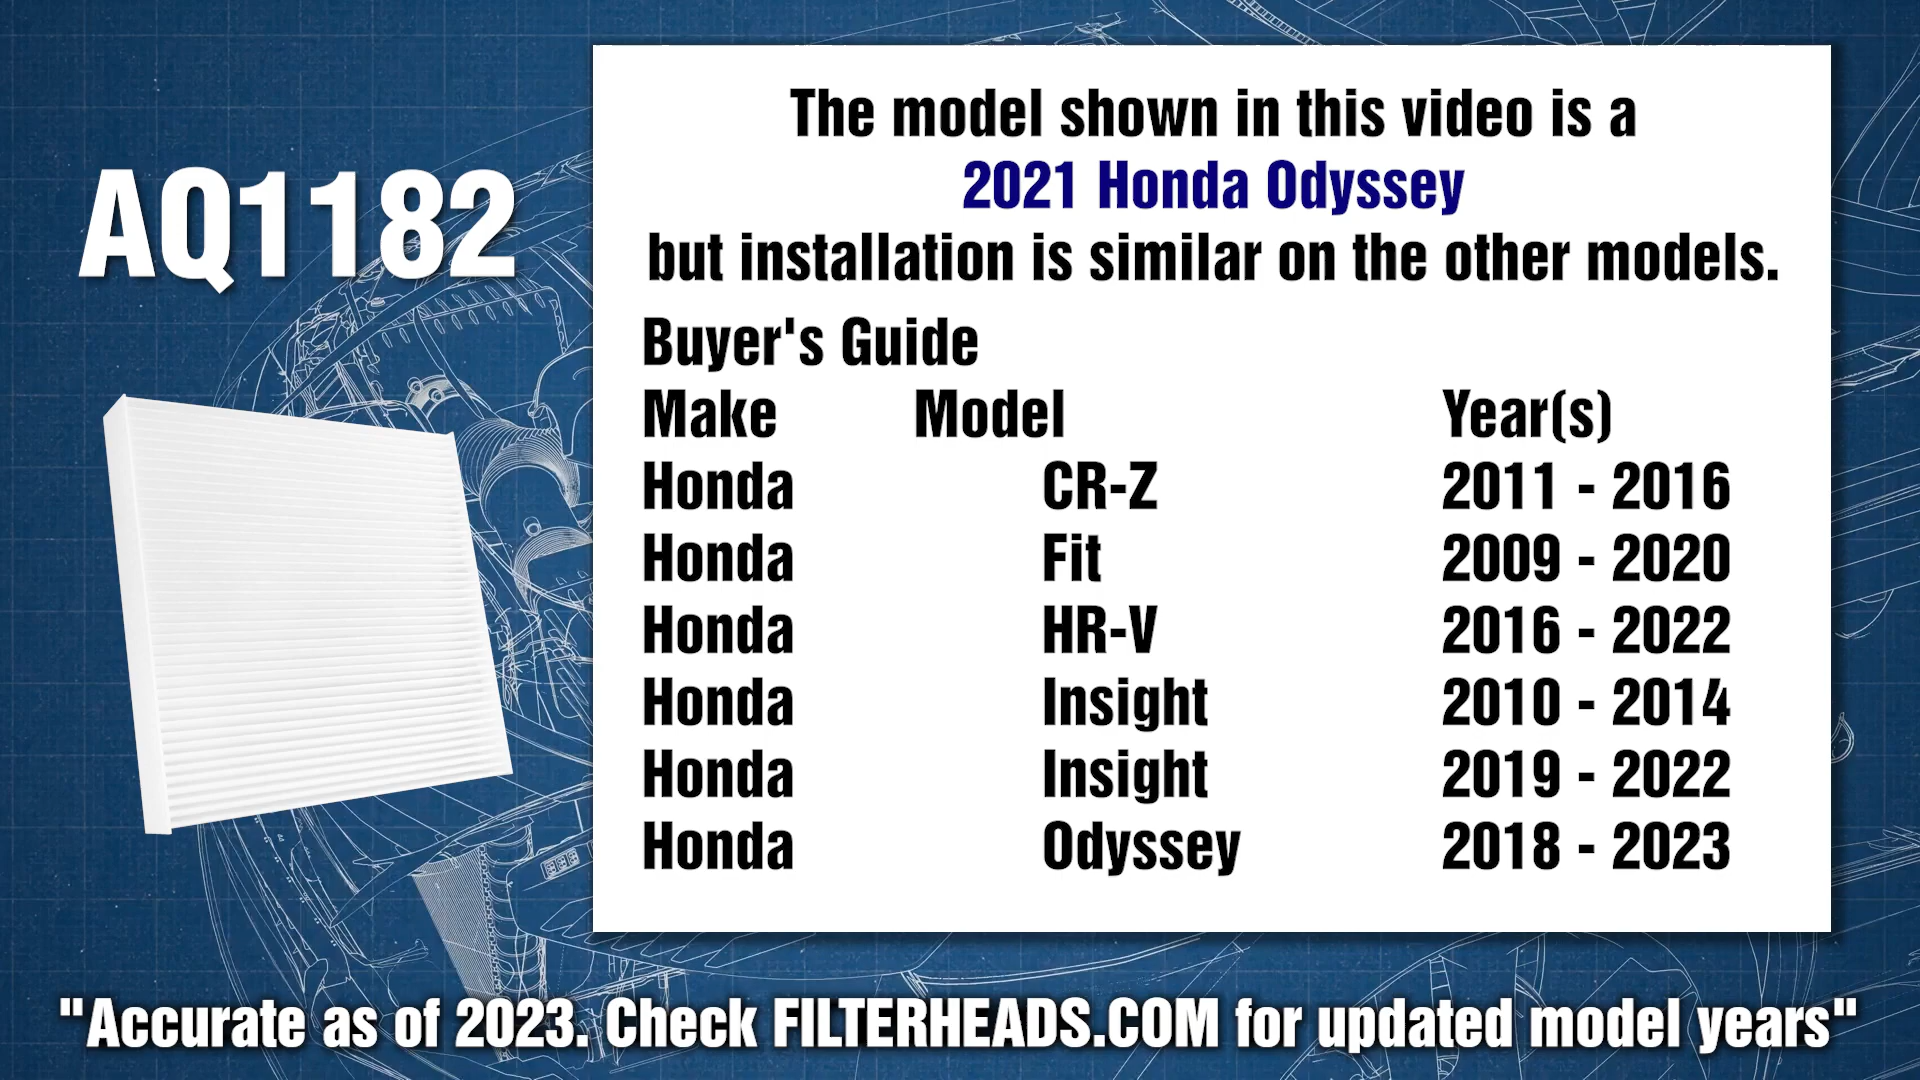 AQ1182
The model shown in this video is a
2021 Honda Odyssey
but installation is similar on the other models.
Buyer's Guide
Make Model Year(s)
Honda CR-Z 2011 - 2016
Honda Fit 2009 - 2020
Honda HR-V 2016 - 2022
Honda Insight 2010 - 2014
Honda Insight 2019 - 2022
Honda Odyssey 2018 - 2023
"Accurate as of 2023. Check FILTERHEADS.COM for updated model years"